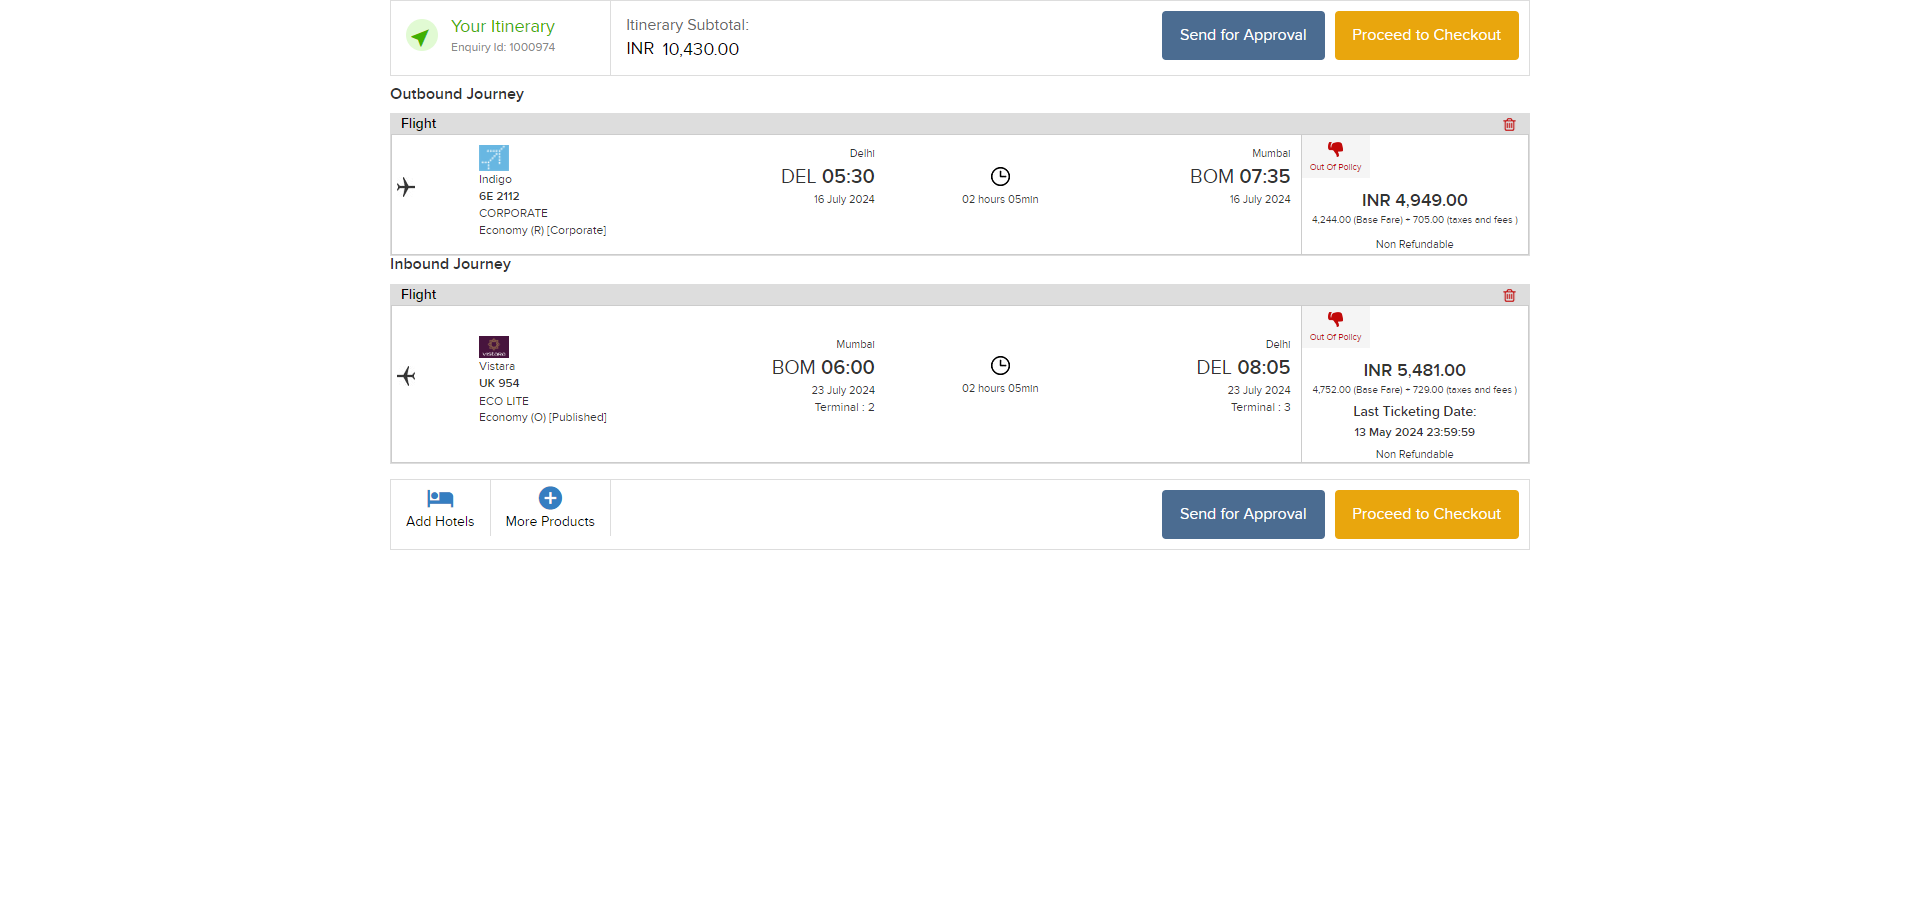 Your Itinerary
Enquiry Id: 1000974
Itinerary Subtotal:
INR 10,430.00
Send for Approval
Proceed to Checkout
Outbound Journey
Flight
Indigo
6E 2112
CORPORATE
Economy (R) [Corporate]
Delhi
DEL 05:30
16 July 2024
02 hours 05min
Mumbai
BOM 07:35
16 July 2024
Out Of Policy
INR 4,949.00
4,244.00 (Base Fare) + 705.00 (taxes and fees )
Non Refundable
Inbound Journey
Flight
vistara
Vistara
UK 954
ECO LITE
Economy (O) [Published]
Mumbai
BOM 06:00
23 July 2024
Terminal : 2
02 hours 05min
Delhi
DEL 08:05
23 July 2024
Terminal : 3
Out Of Policy
INR 5,481.00
4,752.00 (Base Fare) + 729.00 (taxes and fees )
Last Ticketing Date:
13 May 2024 23:59:59
Non Refundable
Add Hotels
More Products
Send for Approval
Proceed to Checkout